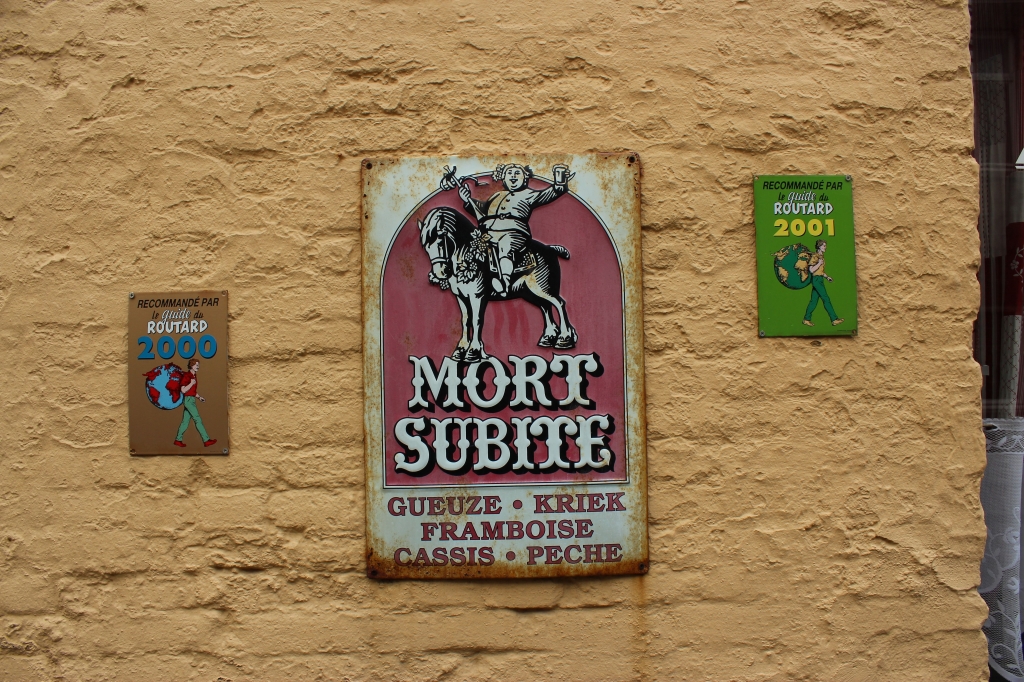 RECOMMANDÉ PAR
le guide du
ROUTARD
2000
MORT
SUBITE
GUEUZE • KRIEK
FRAMBOISE
CASSIS • PECHE
RECOMMANDÉ PAR
le guide du
ROUTARD
2001